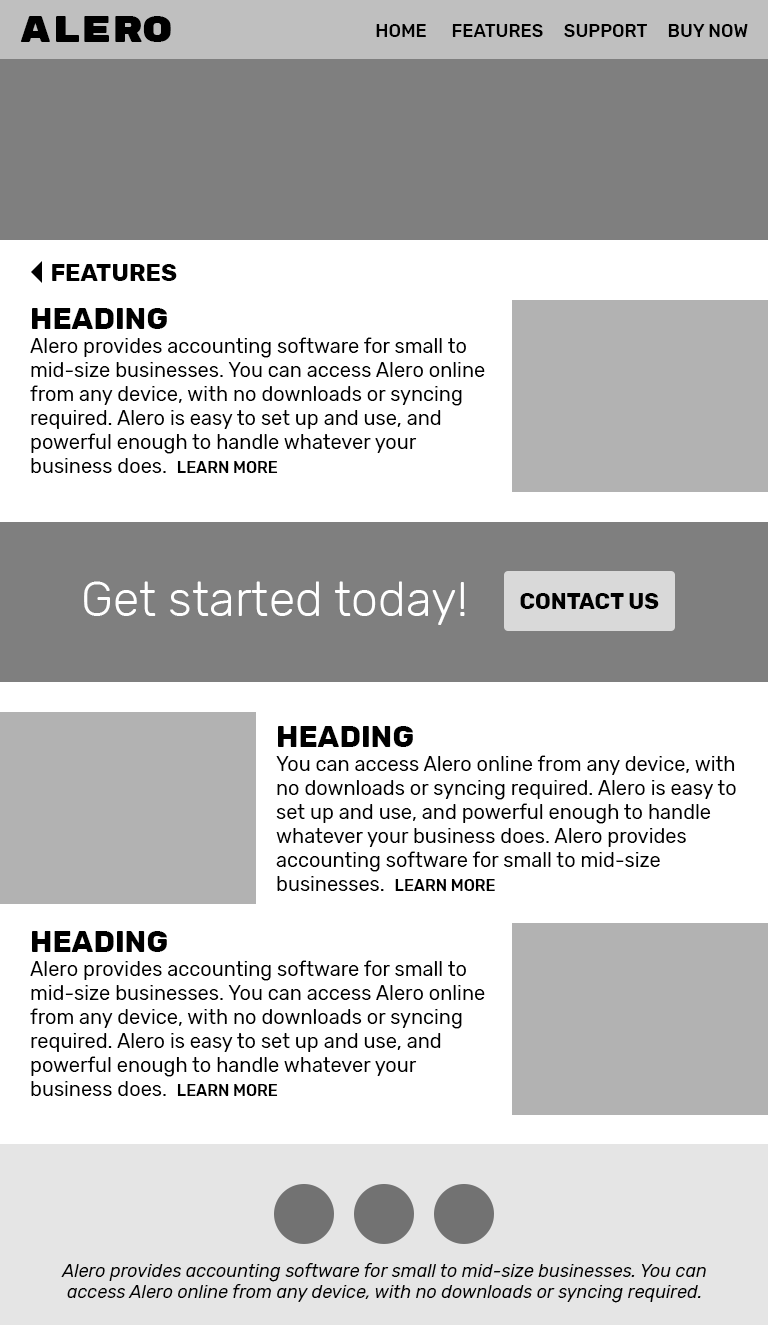 ALERO
HOME FEATURES SUPPORT BUY NOW
FEATURES
HEADING
Alero provides accounting software for small to
mid-size businesses. You can access Alero online
from any device, with no downloads or syncing
required. Alero is easy to set up and use, and
powerful enough to handle whatever your
business does. LEARN MORE
Get started today!
CONTACT US
HEADING
You can access Alero online from any device, with
no downloads or syncing required. Alero is easy to
set up and use, and powerful enough to handle
whatever your business does. Alero provides
accounting software for small to mid-size
businesses. LEARN MORE
HEADING
Alero provides accounting software for small to
mid-size businesses. You can access Alero online
from any device, with no downloads or syncing
required. Alero is easy to set up and use, and
powerful enough to handle whatever your
business does. LEARN MORE
Alero provides accounting software for small to mid-size businesses. You can
access Alero online from any device, with no downloads or syncing required.